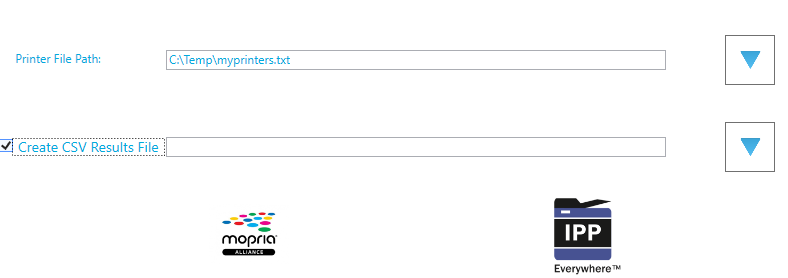 Printer File Path:
C:\Temp\myprinters.txt
Create CSV Results File
mopria
ALLIANCE
IPP
Everywhere™